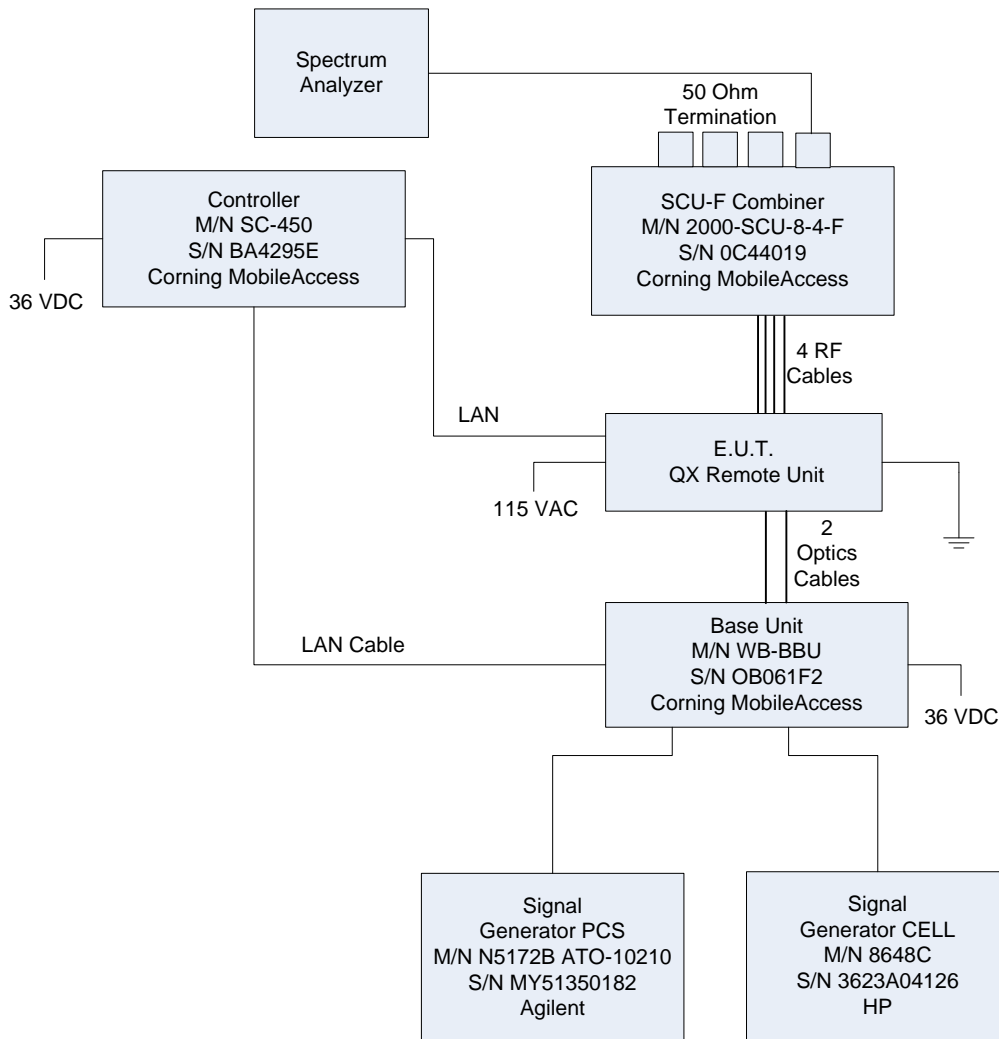 Spectrum
Analyzer
50 Ohm
Termination
Controller
M/N SC-450
S/N BA4295E
Corning MobileAccess
SCU-F Combiner
M/N 2000-SCU-8-4-F
S/N 0C44019
Corning MobileAccess
36 VDC
4 RF
Cables
LAN
E.U.T.
QX Remote Unit
115 VAC
2
Optics
Cables
LAN Cable
Base Unit
M/N WB-BBU
S/N OB061F2
Corning MobileAccess
36 VDC
Signal
Generator PCS
M/N N5172B ATO-10210
S/N MY51350182
Agilent
Signal
Generator CELL
M/N 8648C
S/N 3623A04126
HP